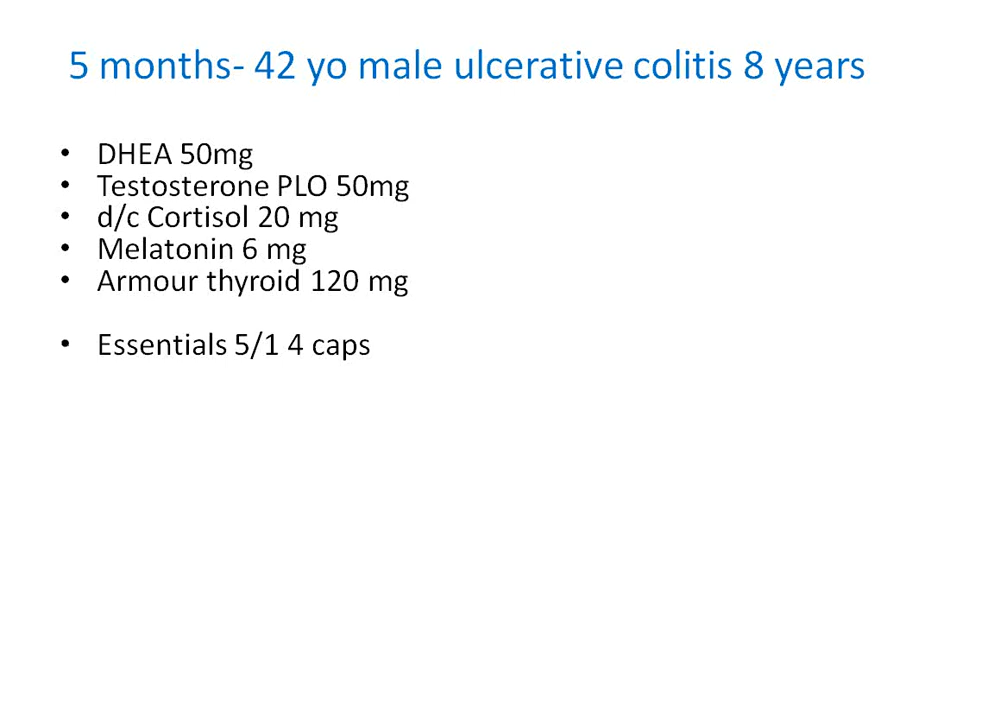 5 months- 42 yo male ulcerative colitis 8 years
• DHEA 50mg
• Testosterone PLO 50mg
• d/c Cortisol 20 mg
• Melatonin 6 mg
• Armour thyroid 120 mg
• Essentials 5/1 4 caps